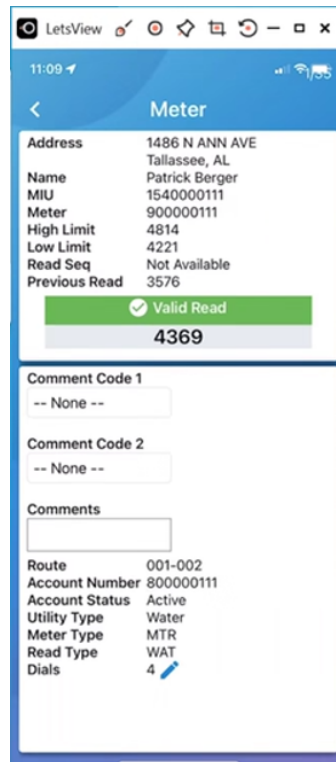 LetsView
11:09
Meter
Address 1486 N ANN AVE
Tallassee, AL
Name Patrick Berger
MIU 1540000111
Meter 900000111
High Limit 4814
Low Limit 4221
Read Seq Not Available
Previous Read 3576
Valid Read
4369
Comment Code 1
-- None --
Comment Code 2
-- None --
Comments
Route 001-002
Account Number 800000111
Account Status Active
Utility Type Water
Meter Type MTR
Read Type WAT
Dials 4